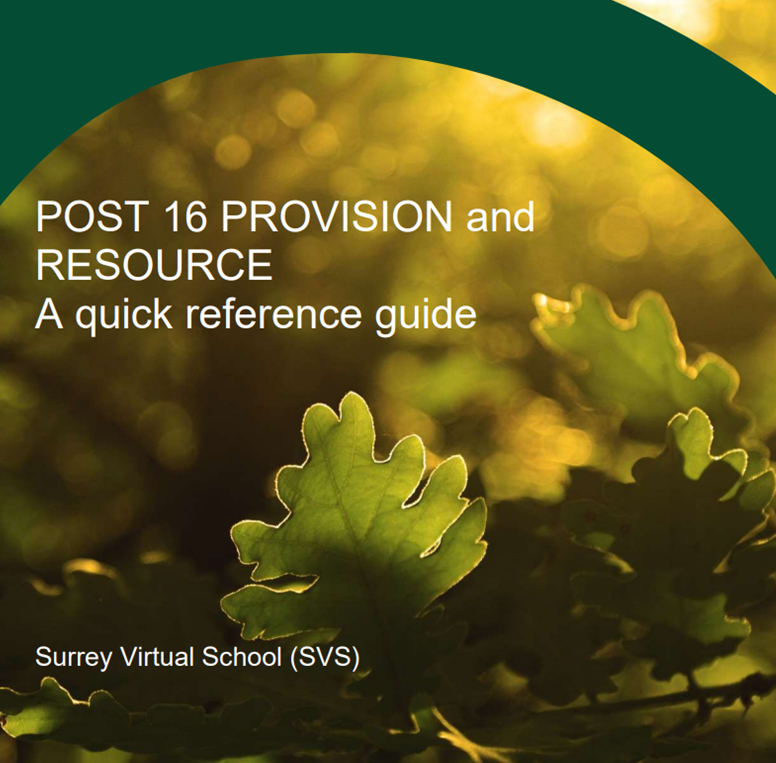 POST 16 PROVISION and
RESOURCE
A quick reference guide
Surrey Virtual School (SVS)